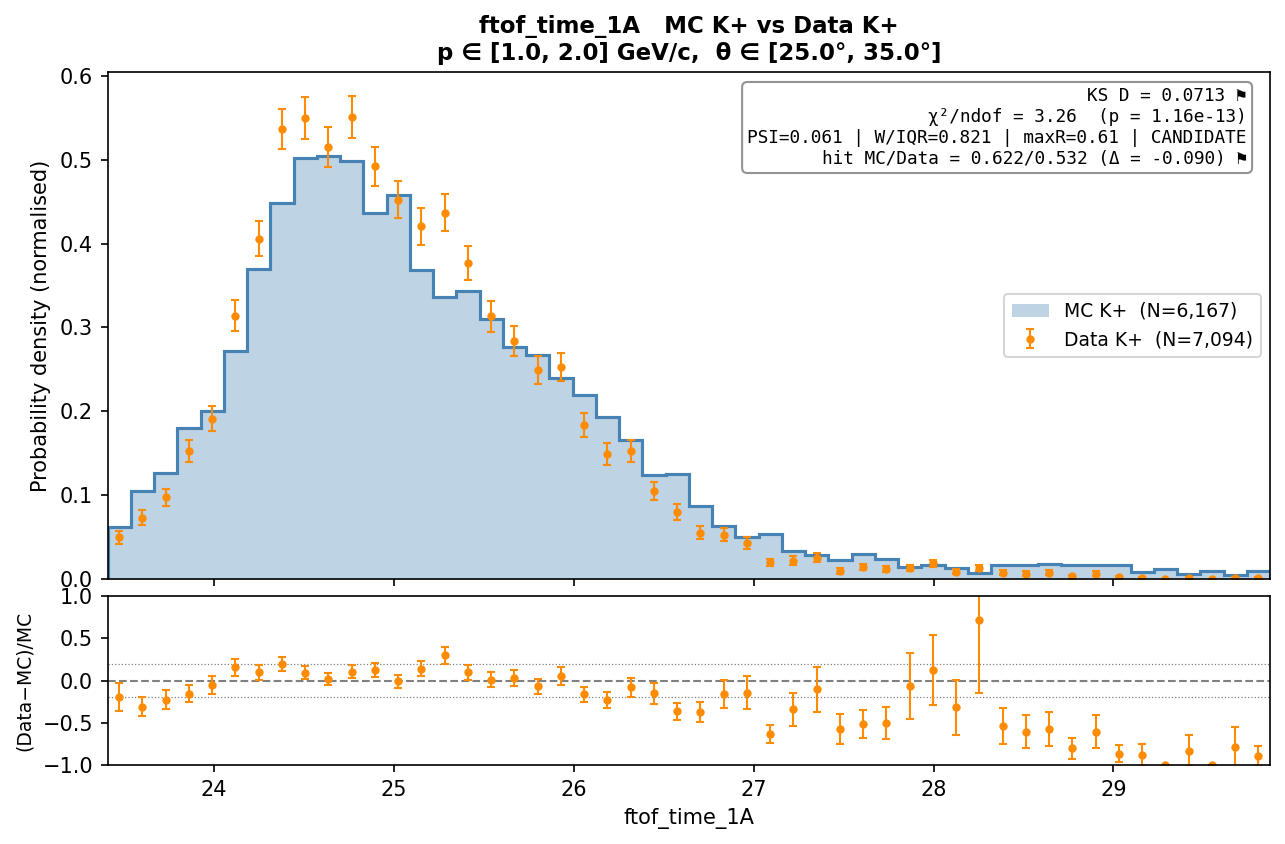 ftof_time_1A   MC K+ vs Data K+
p ∈ [1.0, 2.0] GeV/c,  θ ∈ [25.0°, 35.0°]
KS D = 0.0713 ⚑
χ²/ndof = 3.26  (p = 1.16e-13)
PSI=0.061 | W/IQR=0.821 | maxR=0.61 | CANDIDATE
hit MC/Data = 0.622/0.532 (Δ = -0.090) ⚑
MC K+  (N=6,167)
Data K+  (N=7,094)
Probability density (normalised)
0.6
0.5
0.4
0.3
0.2
0.1
0.0
(Data−MC)/MC
1.0
0.5
0.0
−0.5
−1.0
24 25 26 27 28 29
ftof_time_1A